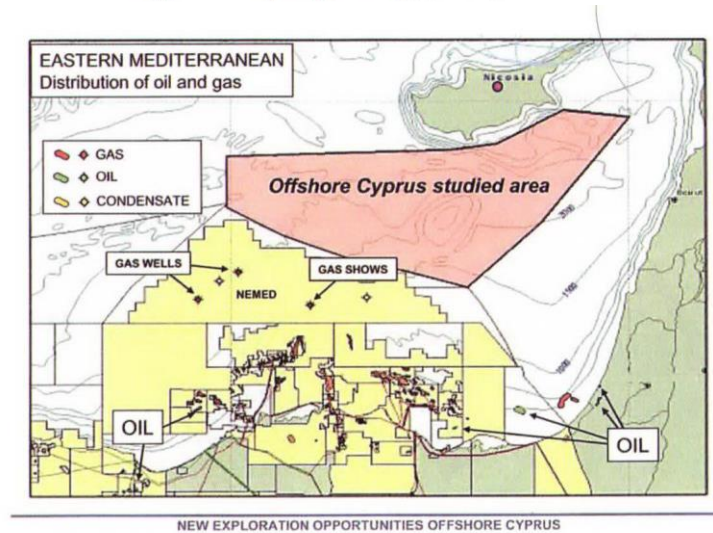 EASTERN MEDITERRANEAN
Distribution of oil and gas
Nicosia
GAS
OIL
CONDENSATE
Offshore Cyprus studied area
Beirut
2000
GAS WELLS
GAS SHOWS
NEMED
1500
1000
OIL
OIL
NEW EXPLORATION OPPORTUNITIES OFFSHORE CYPRUS